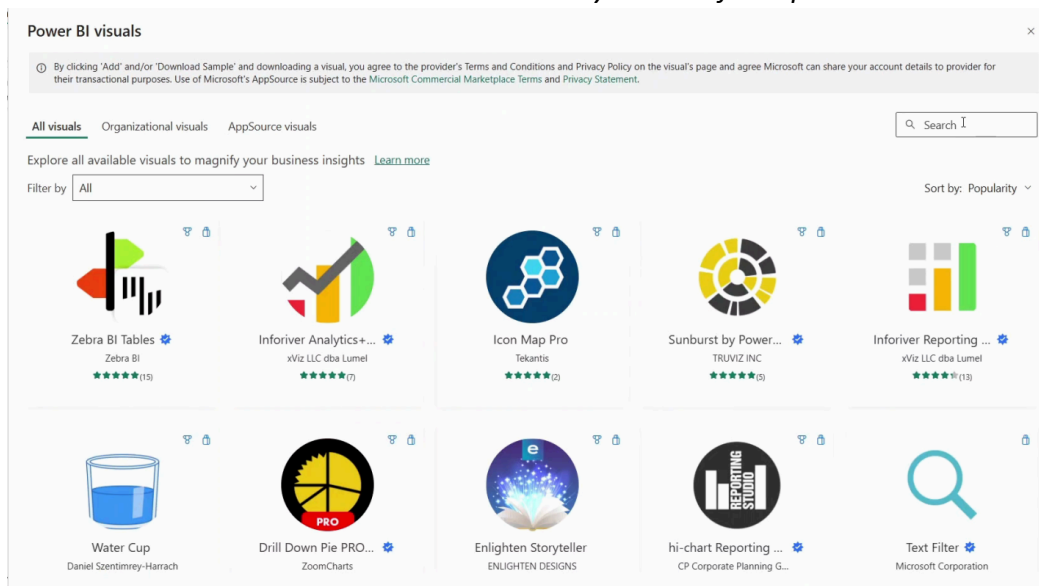 Power BI visuals
By clicking 'Add' and/or 'Download Sample' and downloading a visual, you agree to the provider's Terms and Conditions and Privacy Policy on the visual's page and agree Microsoft can share your account details to provider for
their transactional purposes. Use of Microsoft's AppSource is subject to the Microsoft Commercial Marketplace Terms and Privacy Statement.
All visuals Organizational visuals AppSource visuals
Search
Explore all available visuals to magnify your business insights Learn more
Filter by All
Sort by: Popularity
Zebra BI Tables
Zebra BI
(15)
Inforiver Analytics+...
xViz LLC dba Lumel
(7)
Icon Map Pro
Tekantis
(2)
Sunburst by Power...
TRUVIZ INC
(5)
Inforiver Reporting ...
xViz LLC dba Lumel
(13)
Water Cup
Daniel Szentimrey-Harrach
PRO
Drill Down Pie PRO...
ZoomCharts
e
Enlighten Storyteller
ENLIGHTEN DESIGNS
REPORTING
STUDIO
hi-chart Reporting ...
CP Corporate Planning G...
Text Filter
Microsoft Corporation